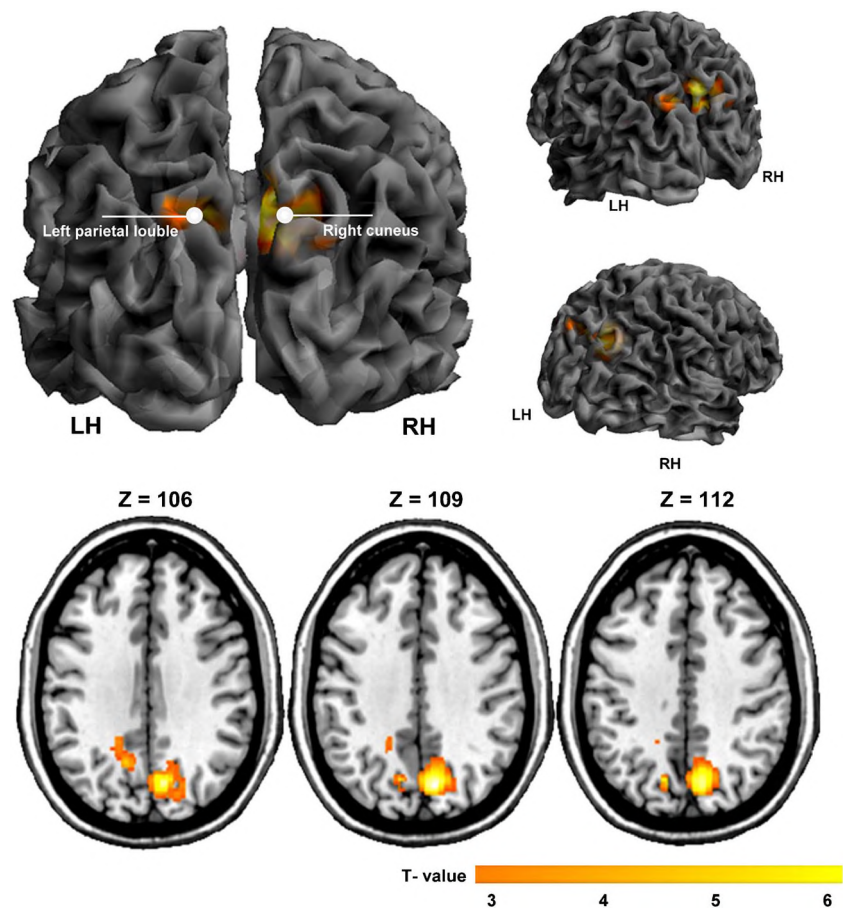 Left parietal louble
Right cuneus
LH
RH
LH
RH
LH
RH
Z = 106
Z = 109
Z = 112
T- value
3
4
5
6